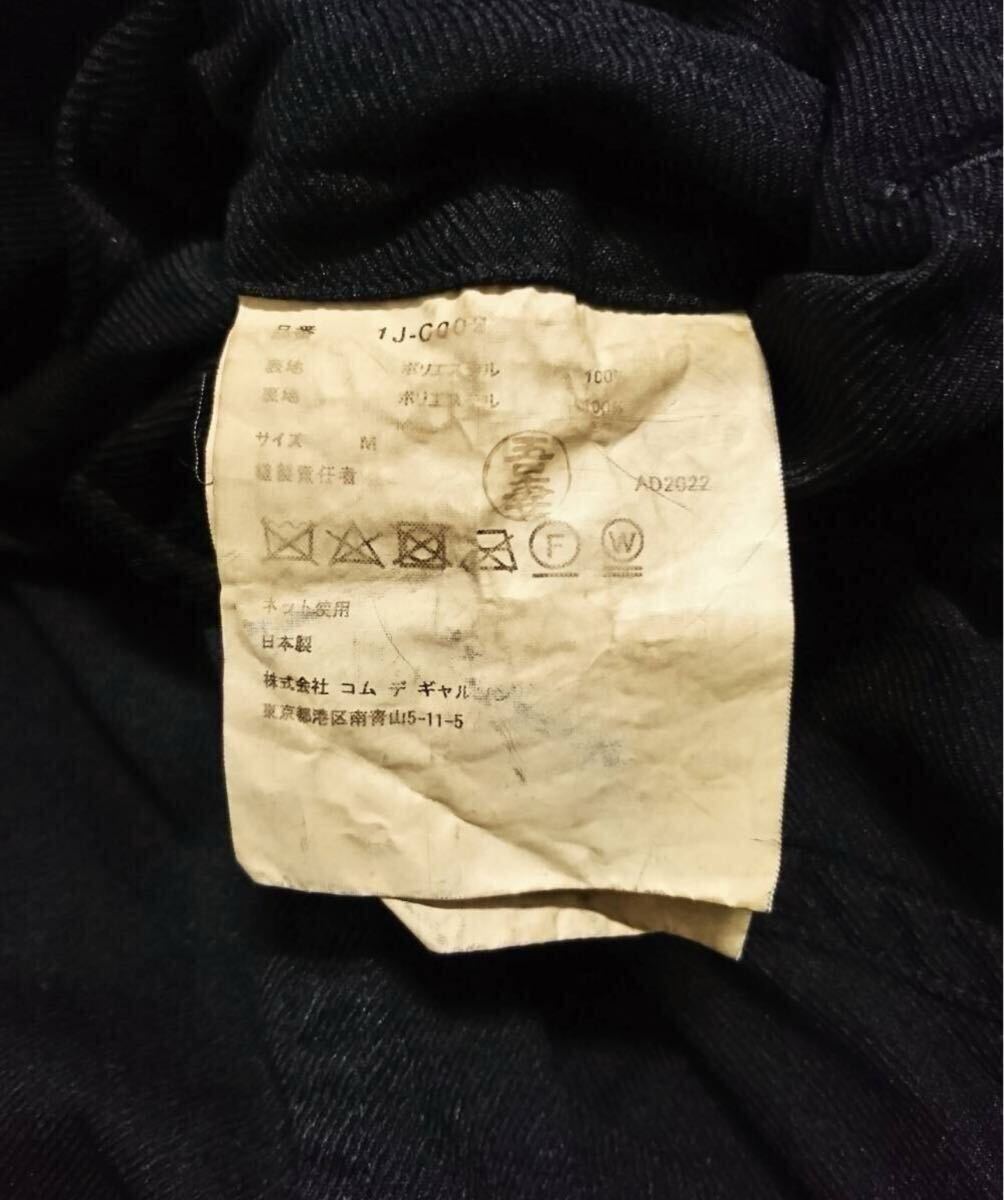 品番 1J-C002
表地 ポリエステル 100%
裏地 ポリエステル 100%
サイズ M
縫製責任者 AD2022
F W
ネット使用
日本製
株式会社 コム デ ギャル
東京都港区南青山5-11-5